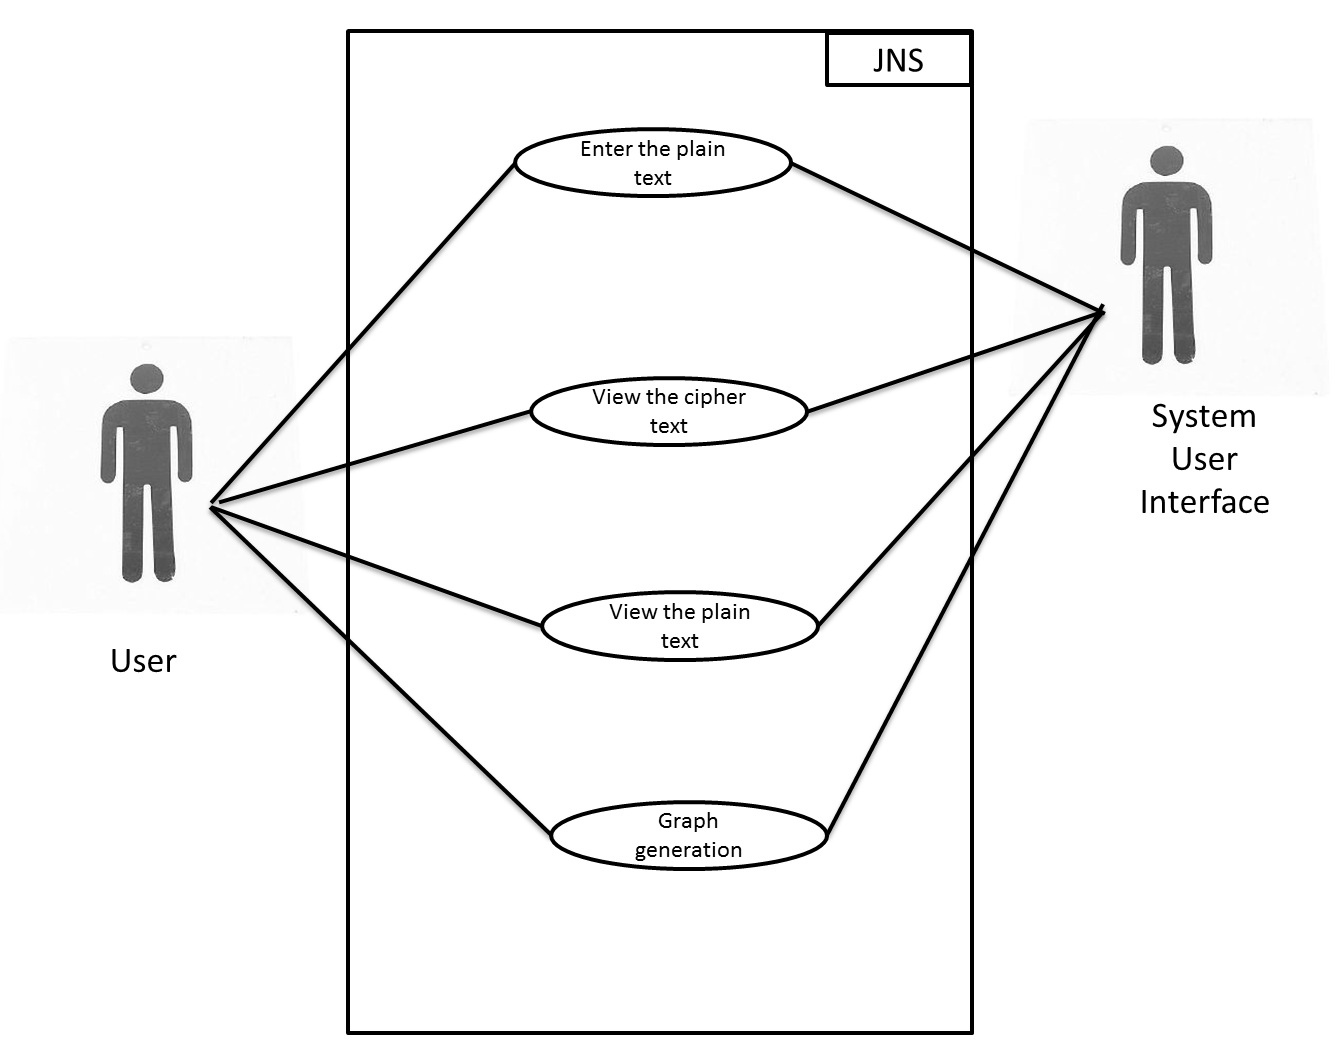 JNS
Enter the plain
text
View the cipher
text
System
User
Interface
View the plain
text
User
Graph
generation